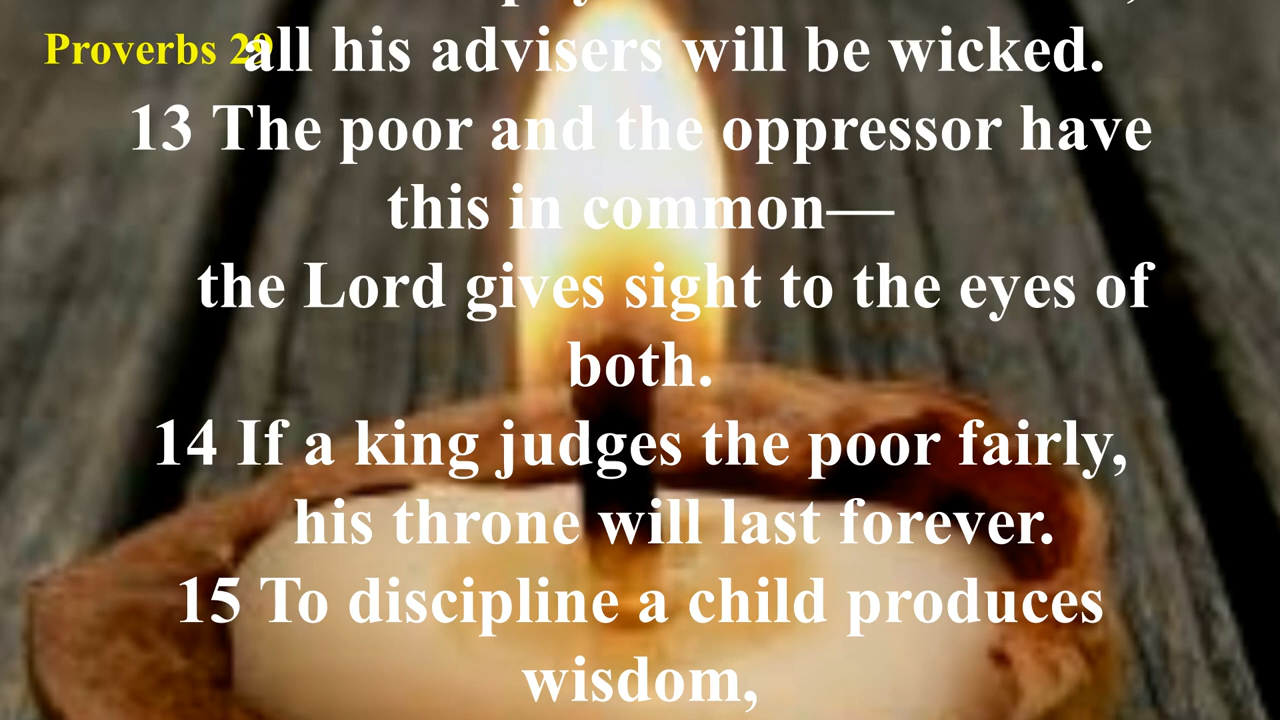 Proverbs 29
all his advisers will be wicked.
13 The poor and the oppressor have
this in common—
the Lord gives sight to the eyes of
both.
14 If a king judges the poor fairly,
his throne will last forever.
15 To discipline a child produces
wisdom,